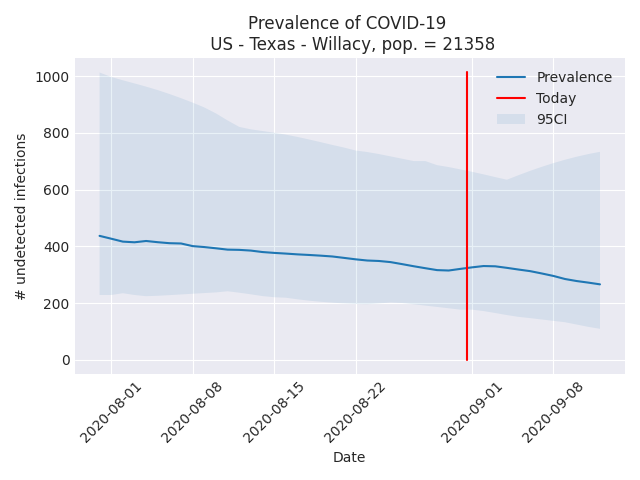 Prevalence of COVID-19
US - Texas - Willacy, pop. = 21358
Prevalence
Today
95CI
# undetected infections
1000
800
600
400
200
0
2020-08-01
2020-08-08
2020-08-15
2020-08-22
2020-09-01
2020-09-08
Date